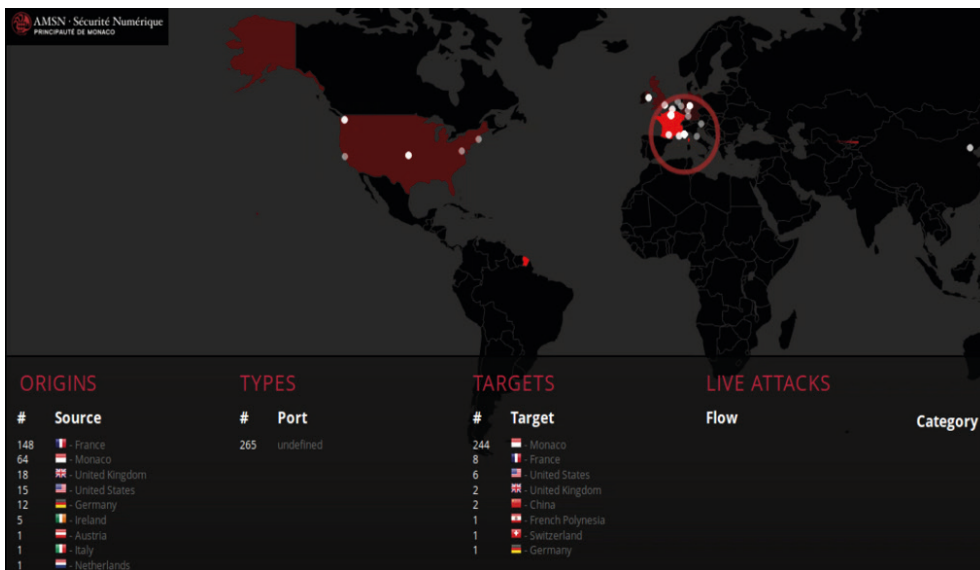 AMSN · Sécurité Numérique
PRINCIPAUTÉ DE MONACO
ORIGINS
# Source
148 - France
64 - Monaco
18 - United Kingdom
15 - United States
12 - Germany
5 - Ireland
1 - Austria
1 - Italy
1 - Netherlands
TYPES
# Port
265 undefined
TARGETS
# Target
244 - Monaco
8 - France
6 - United States
2 - United Kingdom
2 - China
1 - French Polynesia
1 - Switzerland
1 - Germany
LIVE ATTACKS
Flow Category